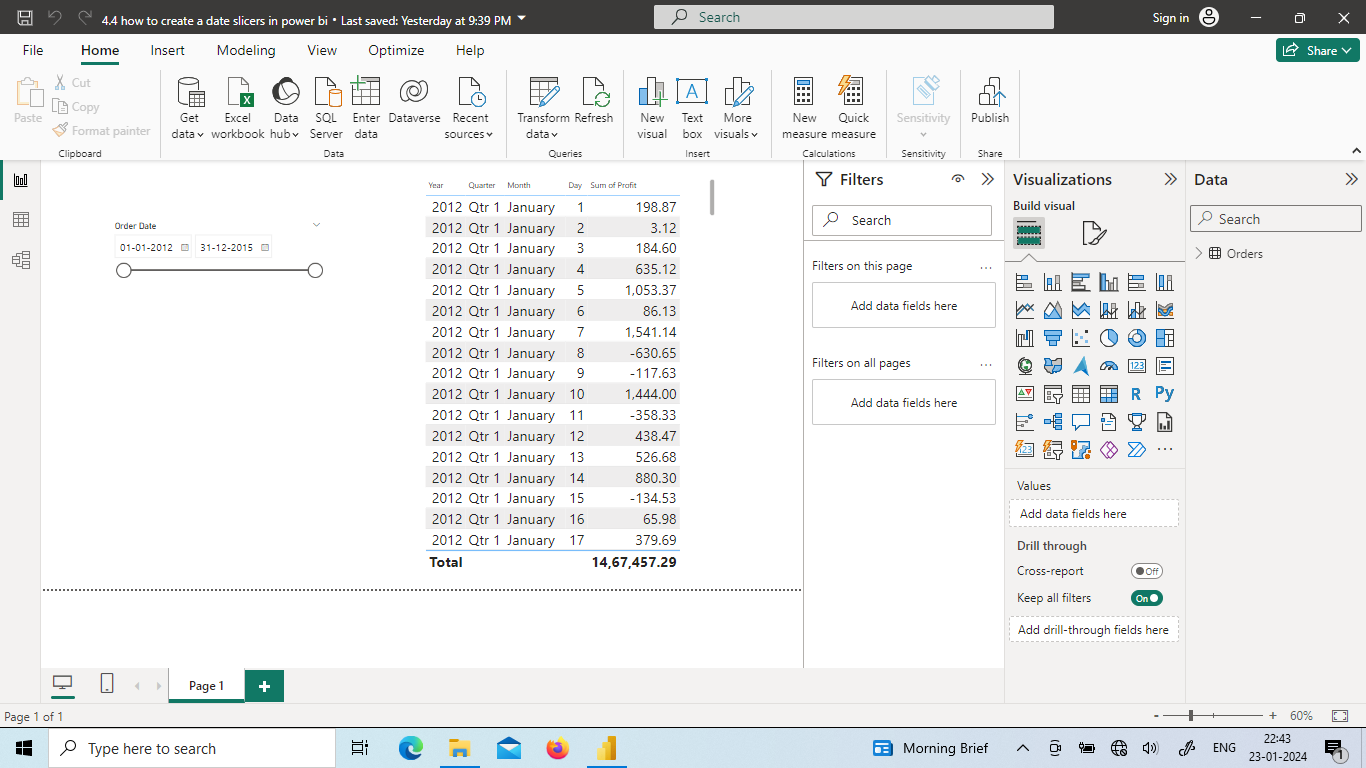 4.4 how to create a date slicers in power bi • Last saved: Yesterday at 9:39 PM
Search
Sign in
File Home Insert Modeling View Optimize Help
Share
Paste
Cut
Copy
Format painter
Clipboard
Get data
Excel workbook
Data hub
SQL Server
Enter data
Dataverse
Recent sources
Data
Transform data
Refresh
Queries
New visual
Text box
More visuals
Insert
New measure
Quick measure
Calculations
Sensitivity
Sensitivity
Publish
Share
Order Date
01-01-2012 31-12-2015
Year Quarter Month Day Sum of Profit
2012 Qtr 1 January 1 198.87
2012 Qtr 1 January 2 3.12
2012 Qtr 1 January 3 184.60
2012 Qtr 1 January 4 635.12
2012 Qtr 1 January 5 1,053.37
2012 Qtr 1 January 6 86.13
2012 Qtr 1 January 7 1,541.14
2012 Qtr 1 January 8 -630.65
2012 Qtr 1 January 9 -117.63
2012 Qtr 1 January 10 1,444.00
2012 Qtr 1 January 11 -358.33
2012 Qtr 1 January 12 438.47
2012 Qtr 1 January 13 526.68
2012 Qtr 1 January 14 880.30
2012 Qtr 1 January 15 -134.53
2012 Qtr 1 January 16 65.98
2012 Qtr 1 January 17 379.69
Total 14,67,457.29
Filters
Search
Filters on this page
Add data fields here
Filters on all pages
Add data fields here
Visualizations
Build visual
123
R
Py
123
Values
Add data fields here
Drill through
Cross-report Off
Keep all filters On
Add drill-through fields here
Data
Search
Orders
Page 1
Page 1 of 1
- + 60%
Type here to search
Morning Brief
ENG
22:43
23-01-2024
1